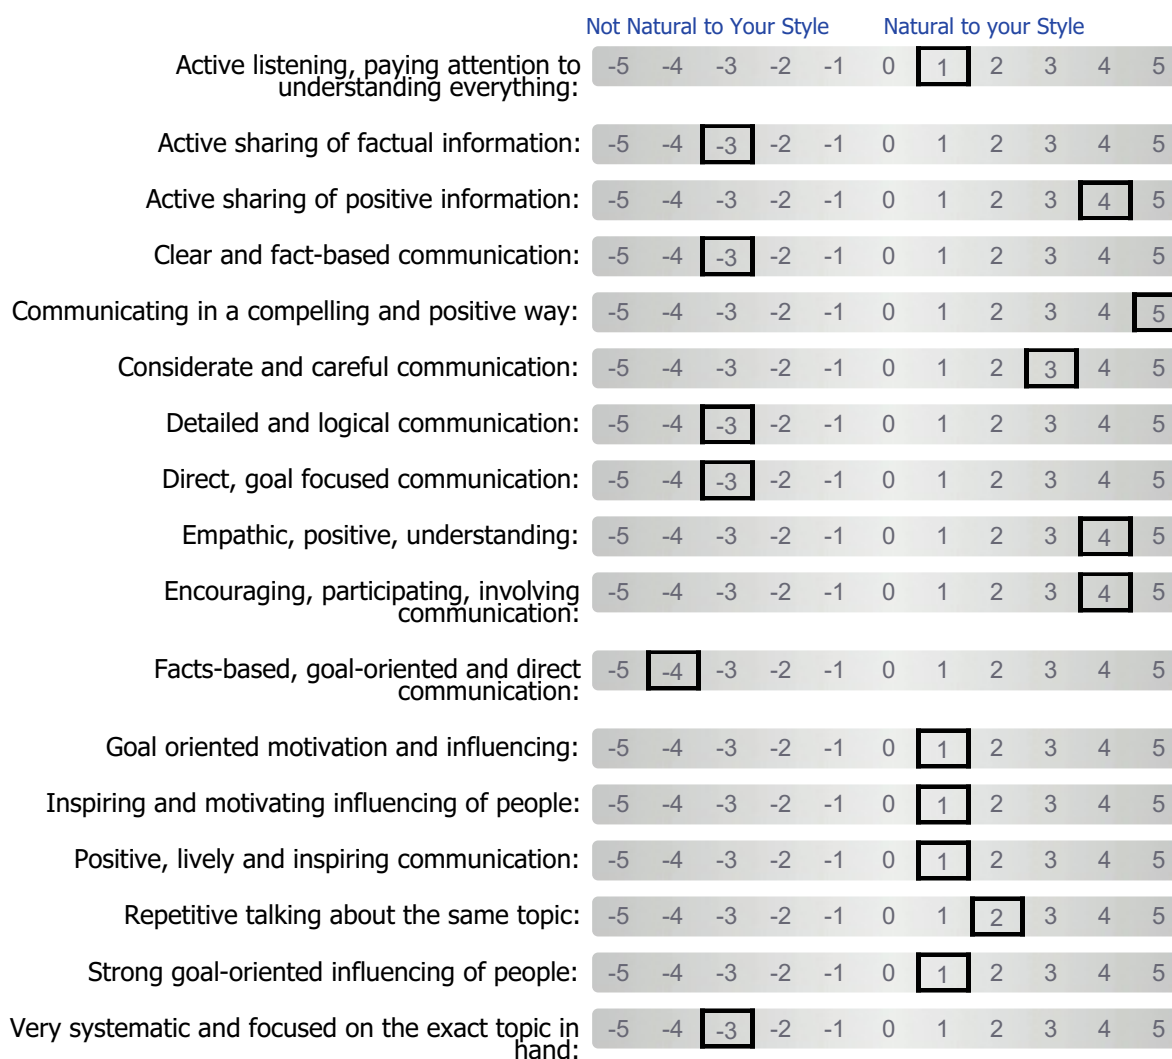 Not Natural to Your Style Natural to your Style
Active listening, paying attention to
understanding everything: -5 -4 -3 -2 -1 0 1 2 3 4 5
Active sharing of factual information: -5 -4 -3 -2 -1 0 1 2 3 4 5
Active sharing of positive information: -5 -4 -3 -2 -1 0 1 2 3 4 5
Clear and fact-based communication: -5 -4 -3 -2 -1 0 1 2 3 4 5
Communicating in a compelling and positive way: -5 -4 -3 -2 -1 0 1 2 3 4 5
Considerate and careful communication: -5 -4 -3 -2 -1 0 1 2 3 4 5
Detailed and logical communication: -5 -4 -3 -2 -1 0 1 2 3 4 5
Direct, goal focused communication: -5 -4 -3 -2 -1 0 1 2 3 4 5
Empathic, positive, understanding: -5 -4 -3 -2 -1 0 1 2 3 4 5
Encouraging, participating, involving
communication: -5 -4 -3 -2 -1 0 1 2 3 4 5
Facts-based, goal-oriented and direct
communication: -5 -4 -3 -2 -1 0 1 2 3 4 5
Goal oriented motivation and influencing: -5 -4 -3 -2 -1 0 1 2 3 4 5
Inspiring and motivating influencing of people: -5 -4 -3 -2 -1 0 1 2 3 4 5
Positive, lively and inspiring communication: -5 -4 -3 -2 -1 0 1 2 3 4 5
Repetitive talking about the same topic: -5 -4 -3 -2 -1 0 1 2 3 4 5
Strong goal-oriented influencing of people: -5 -4 -3 -2 -1 0 1 2 3 4 5
Very systematic and focused on the exact topic in
hand: -5 -4 -3 -2 -1 0 1 2 3 4 5